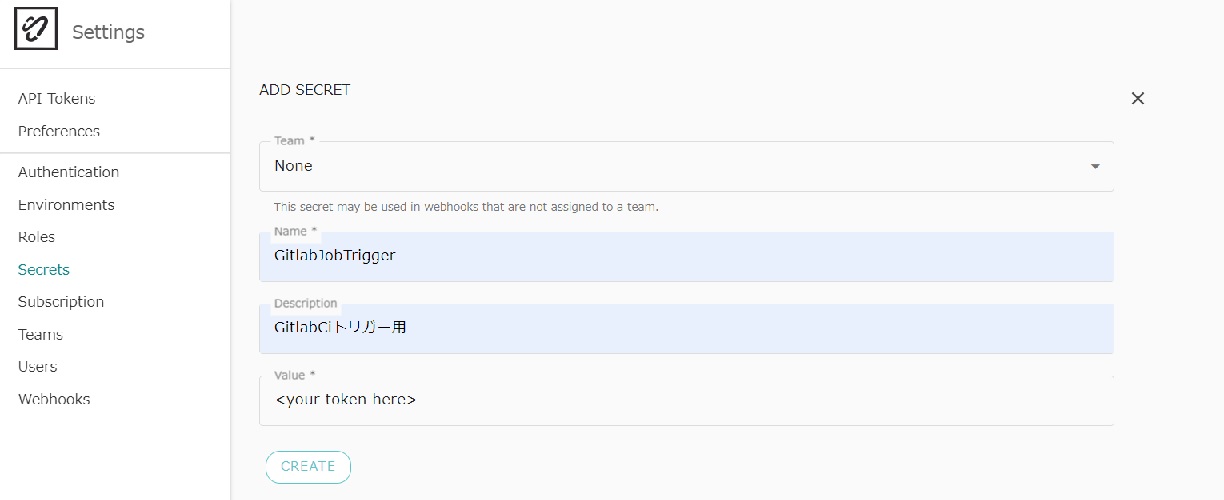 Settings
API Tokens
Preferences
Authentication
Environments
Roles
Secrets
Subscription
Teams
Users
Webhooks
ADD SECRET
Team *
None
This secret may be used in webhooks that are not assigned to a team.
Name *
GitlabJobTrigger
Description
GitlabCiトリガー用
Value *
<your token here>
CREATE